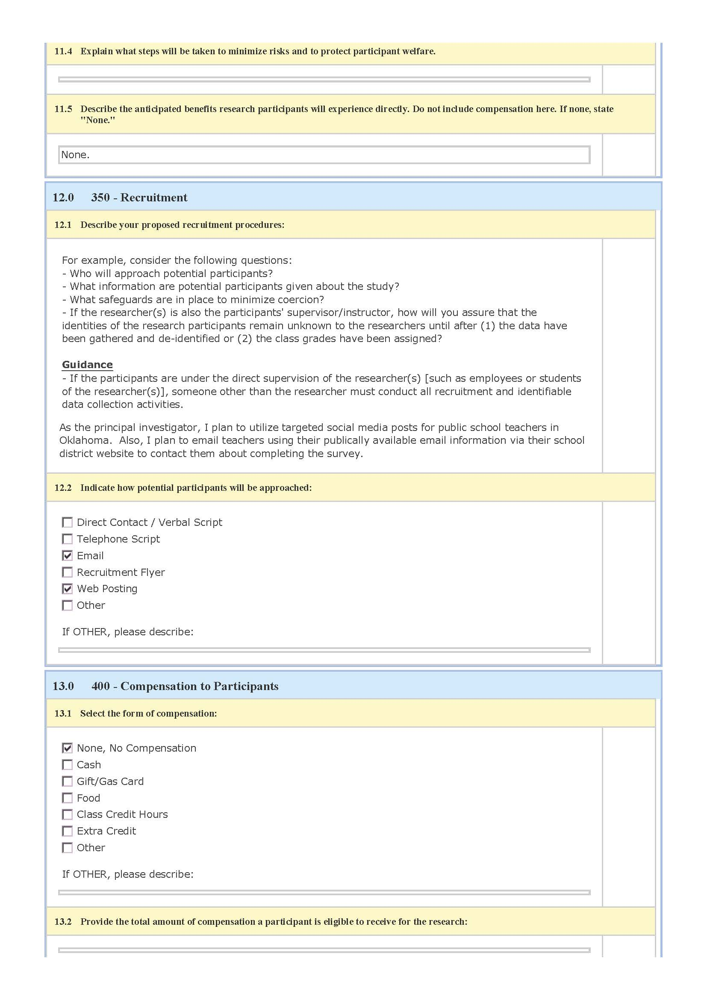 11.4 Explain what steps will be taken to minimize risks and to protect participant welfare.
11.5 Describe the anticipated benefits research participants will experience directly. Do not include compensation here. If none, state
"None."
None.
12.0 350 - Recruitment
12.1 Describe your proposed recruitment procedures:
For example, consider the following questions:
- Who will approach potential participants?
- What information are potential participants given about the study?
- What safeguards are in place to minimize coercion?
- If the researcher(s) is also the participants' supervisor/instructor, how will you assure that the
identities of the research participants remain unknown to the researchers until after (1) the data have
been gathered and de-identified or (2) the class grades have been assigned?
Guidance
- If the participants are under the direct supervision of the researcher(s) [such as employees or students
of the researcher(s)], someone other than the researcher must conduct all recruitment and identifiable
data collection activities.
As the principal investigator, I plan to utilize targeted social media posts for public school teachers in
Oklahoma. Also, I plan to email teachers using their publically available email information via their school
district website to contact them about completing the survey.
12.2 Indicate how potential participants will be approached:
Direct Contact / Verbal Script
Telephone Script
Email
Recruitment Flyer
Web Posting
Other
If OTHER, please describe:
13.0 400 - Compensation to Participants
13.1 Select the form of compensation:
None, No Compensation
Cash
Gift/Gas Card
Food
Class Credit Hours
Extra Credit
Other
If OTHER, please describe:
13.2 Provide the total amount of compensation a participant is eligible to receive for the research: